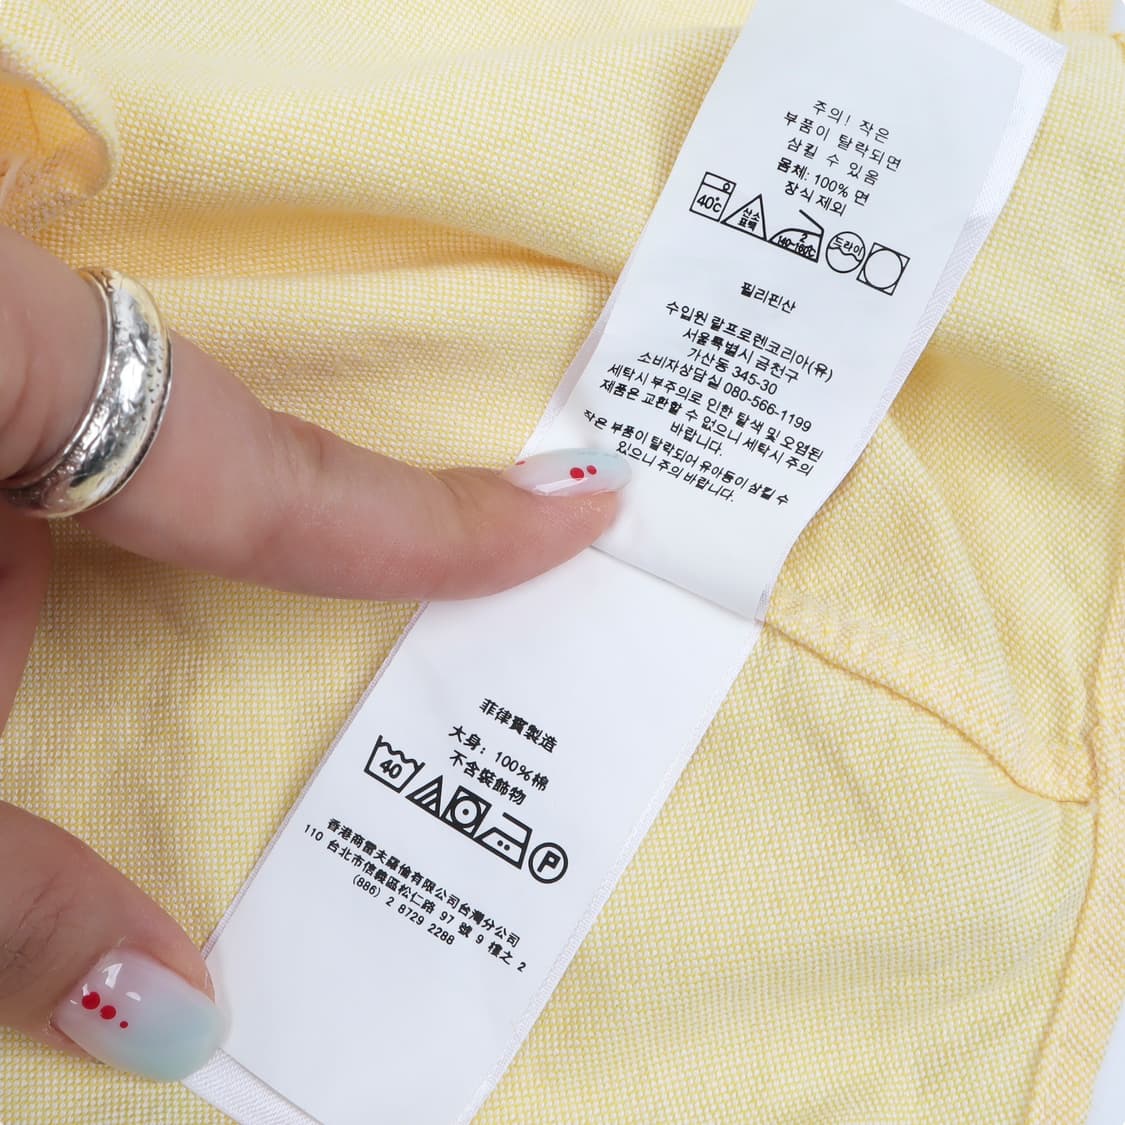 주의! 작은
부품이 탈락되면
삼킬 수 있음
몸체: 100% 면
장식 제외
40℃
산소
표백
2
140~160℃
드라이
필리핀산
수입원 랄프로렌코리아(유)
서울특별시 금천구
가산동 345-30
소비자상담실 080-566-1199
세탁시 부주의로 인한 탈색 및 오염된
제품은 교환할 수 없으니 세탁시 주의
바랍니다.
작은 부품이 탈락되어 유아동이 삼킬 수
있으니 주의 바랍니다.
菲律賓製造
大身: 100%棉
不含裝飾物
40
P
香港商雷夫羅倫有限公司台灣分公司
110 台北市信義區松仁路 97 號 9 樓之 2
(886) 2 8729 2288